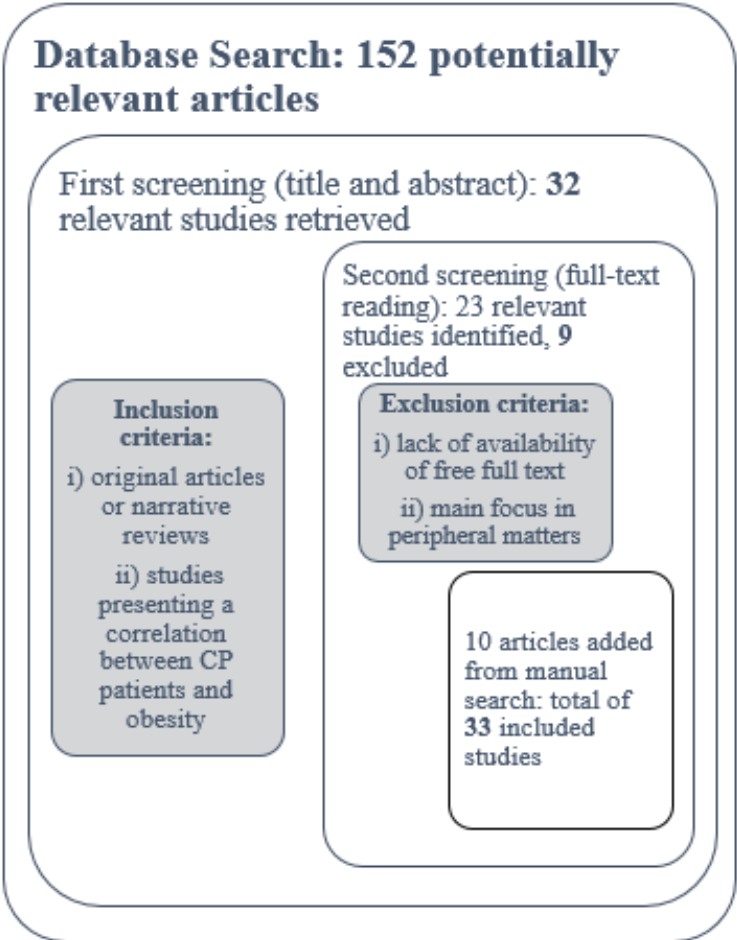 Database Search: 152 potentially
relevant articles
First screening (title and abstract): 32
relevant studies retrieved
Second screening (full-text
reading): 23 relevant
studies identified, 9
excluded
Inclusion
criteria:
i) original articles
or narrative
reviews
ii) studies
presenting a
correlation
between CP
patients and
obesity
Exclusion criteria:
i) lack of availability
of free full text
ii) main focus in
peripheral matters
10 articles added
from manual
search: total of
33 included
studies